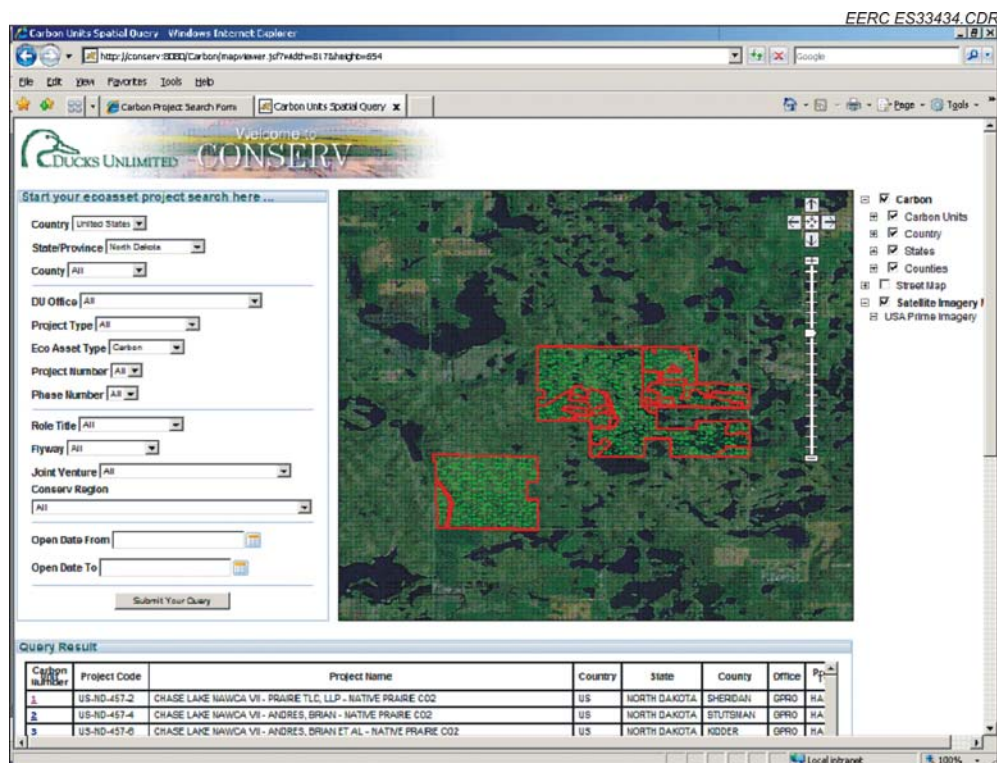 EERC ES33434.CDR
Carbon Units Spatial Query - Windows Internet Explorer
http://conserv:8080/Carbon/mapviewer.jsf?width=817&height=654
Google
File Edit View Favorites Tools Help
Carbon Project Search Form
Carbon Units Spatial Query
Page
Tools
DUCKS UNLIMITED
Welcome to
CONSERV
Start your ecoasset project search here ...
Country United States
State/Province North Dakota
County All
DU Office All
Project Type All
Eco Asset Type Carbon
Project Number All
Phase Number All
Role Title All
Flyway All
Joint Venture All
Conserv Region
All
Open Date From
Open Date To
Submit Your Query
Carbon
Carbon Units
Country
States
Counties
Street Map
Satellite Imagery
USA Prime Imagery
Query Result
Carbon Unit Number Project Code Project Name Country State County Office
1 US-ND-457-2 CHASE LAKE NAWCA VII - PRAIRIE TLC, LLP - NATIVE PRAIRIE CO2 US NORTH DAKOTA SHERIDAN GPRO HA
2 US-ND-457-4 CHASE LAKE NAWCA VII - ANDRES, BRIAN - NATIVE PRAIRIE CO2 US NORTH DAKOTA STUTSMAN GPRO HA
3 US-ND-457-6 CHASE LAKE NAWCA VII - ANDRES, BRIAN ET AL - NATIVE PRAIRIE CO2 US NORTH DAKOTA KIDDER GPRO HA
Local intranet
100%